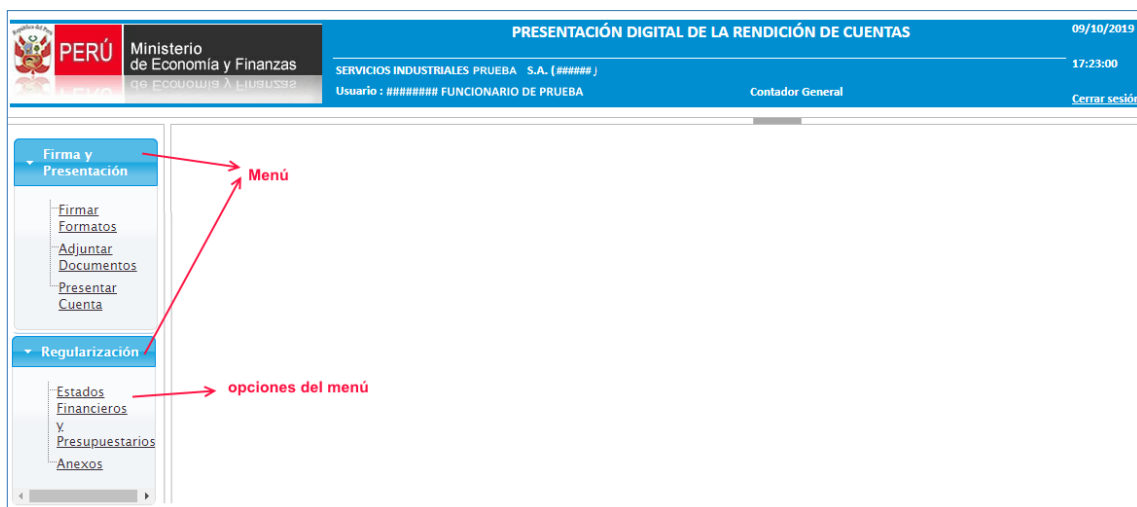 República del Perú
PERÚ
Ministerio
de Economía y Finanzas
PRESENTACIÓN DIGITAL DE LA RENDICIÓN DE CUENTAS
09/10/2019
SERVICIOS INDUSTRIALES PRUEBA S.A. (######)
17:23:00
Usuario : ######## FUNCIONARIO DE PRUEBA
Contador General
Cerrar sesión
Firma y
Presentación
Menú
Firmar
Formatos
Adjuntar
Documentos
Presentar
Cuenta
Regularización
opciones del menú
Estados
Financieros
y
Presupuestarios
Anexos